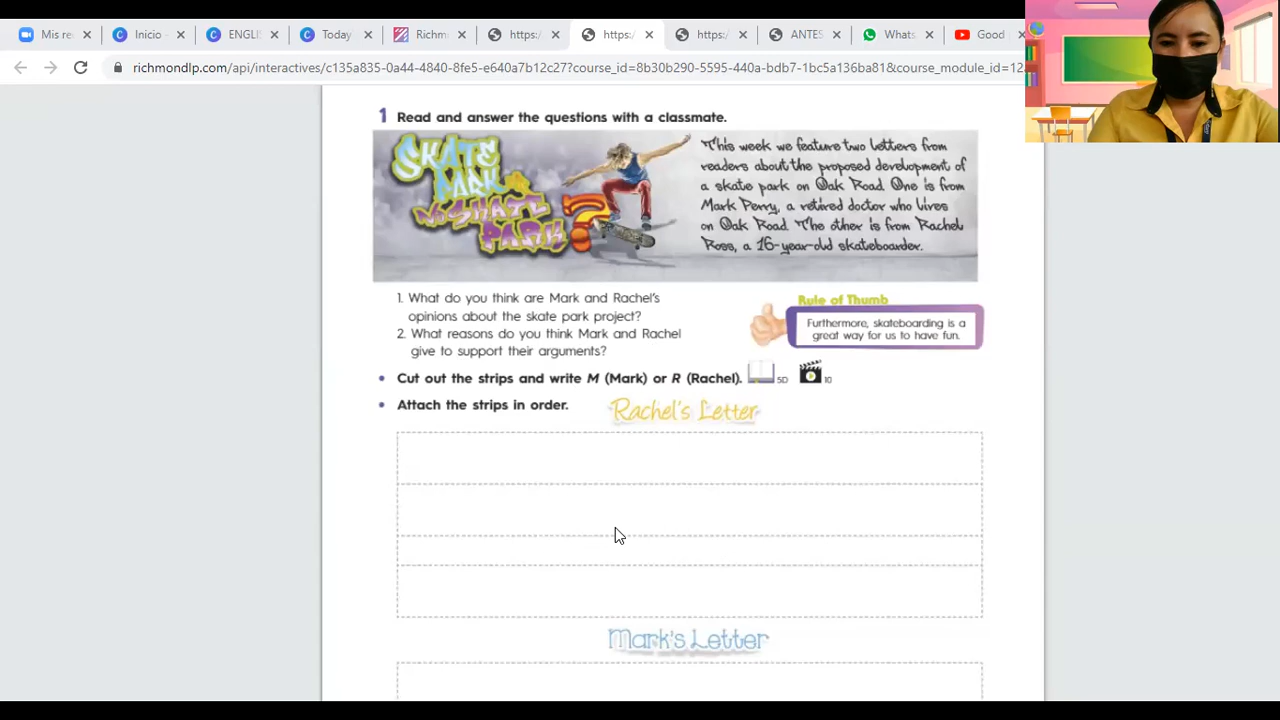 Mis re
Inicio
ENGLI
Today
Richm
https:/
https:/
https:/
ANTES
Whats
Good
richmondlp.com/api/interactives/f135a835-0a44-4840-8fe5-e640a7b12c27?course_id=8b30b290-5595-440a-bdb7-1bc5a136ba81&course_module_id=12
1 Read and answer the questions with a classmate.
SKATE
PARK
NO SKATE
PARK ?
This week we feature two letters from
readers about the proposed development of
a skate park on Oak Road. One is from
Mark Perry, a retired doctor who lives
on Oak Road. The other is from Rachel
Ross, a 16-year-old skateboarder.
1. What do you think are Mark and Rachel's
opinions about the skate park project?
2. What reasons do you think Mark and Rachel
give to support their arguments?
Rule of Thumb
Furthermore, skateboarding is a
great way for us to have fun.
• Cut out the strips and write M (Mark) or R (Rachel). 5D 10
• Attach the strips in order.
Rachel's Letter
Mark's Letter